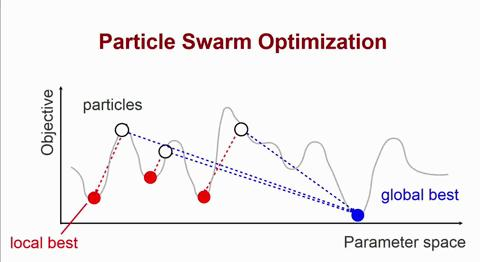 Particle Swarm Optimization
Objective
particles
global best
local best
Parameter space